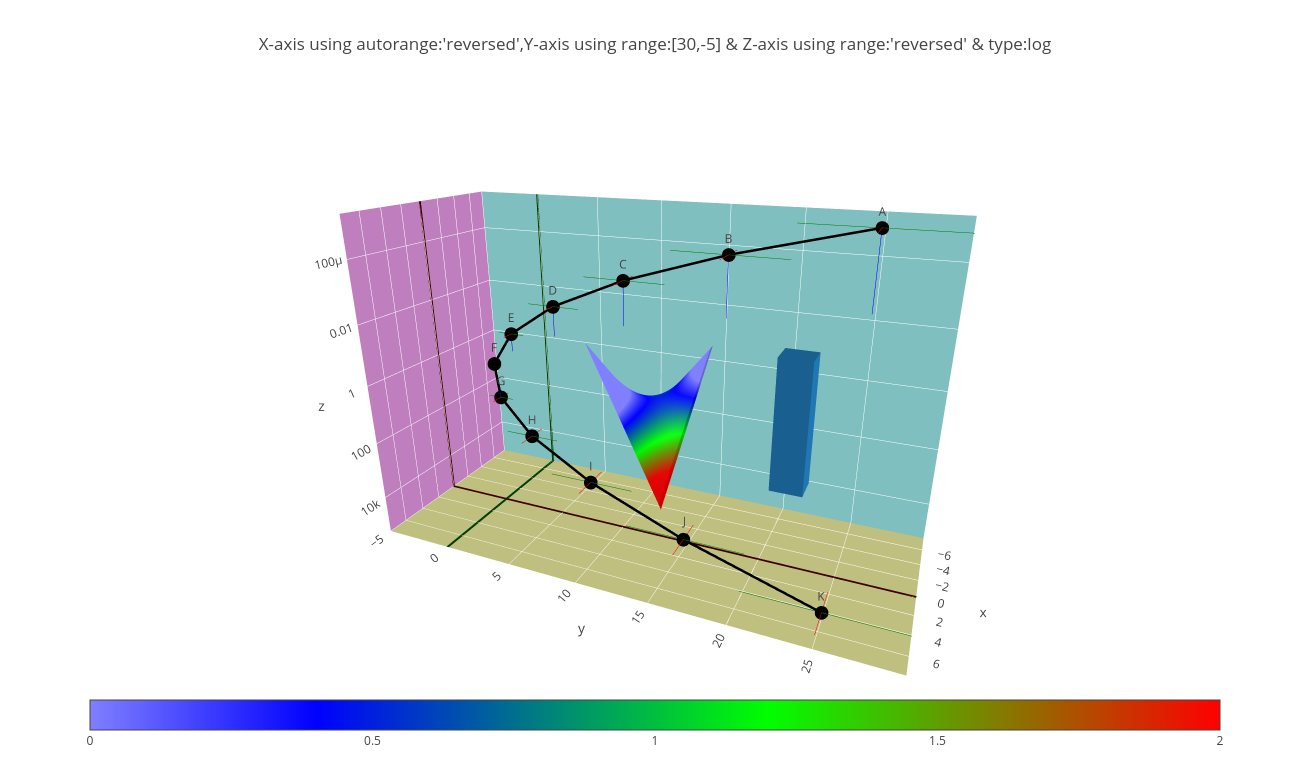 X-axis using autorange:'reversed',Y-axis using range:[30,-5] & Z-axis using range:'reversed' & type:log
A
B
C
D
E
F
G
H
I
J
K
100μ
0.01
1
100
10k
z
−5
0
5
10
15
20
25
y
−6
−4
−2
0
2
4
6
x
0
0.5
1
1.5
2